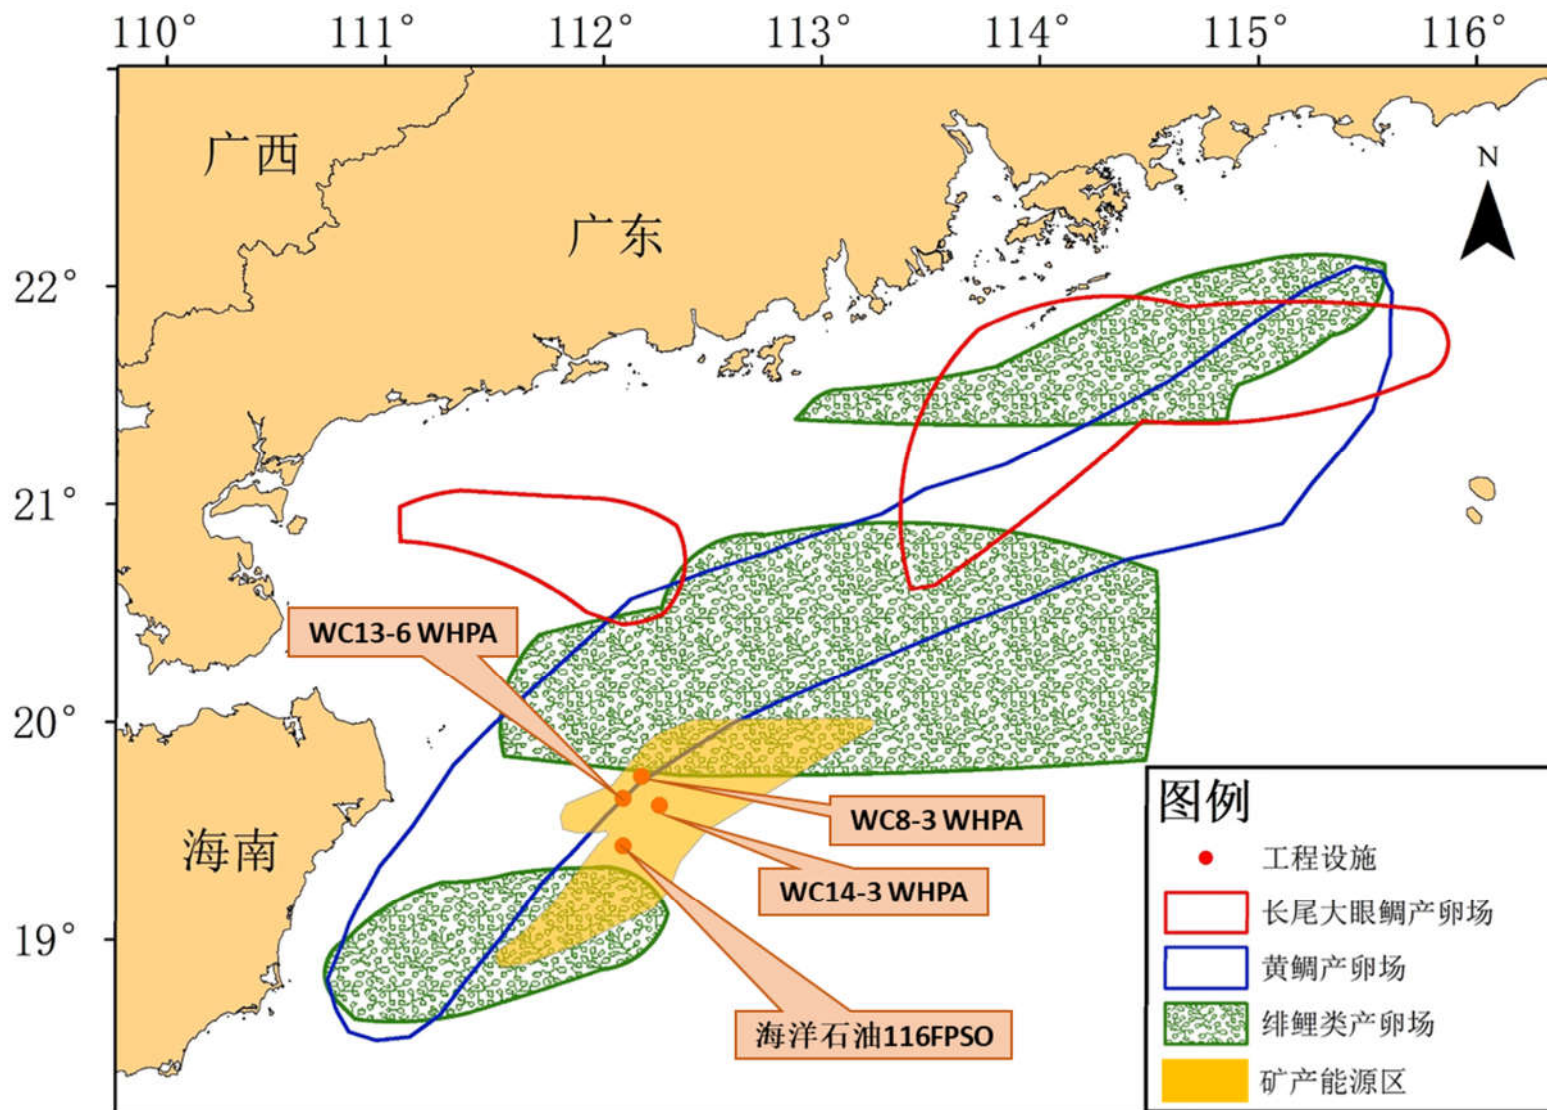 110° 111° 112° 113° 114° 115° 116°
广西
N
广东
22°
21°
WC13-6 WHPA
20°
图例
WC8-3 WHPA
海南
工程设施
WC14-3 WHPA
长尾大眼鲷产卵场
19°
黄鲷产卵场
海洋石油116FPSO
绯鲤类产卵场
矿产能源区